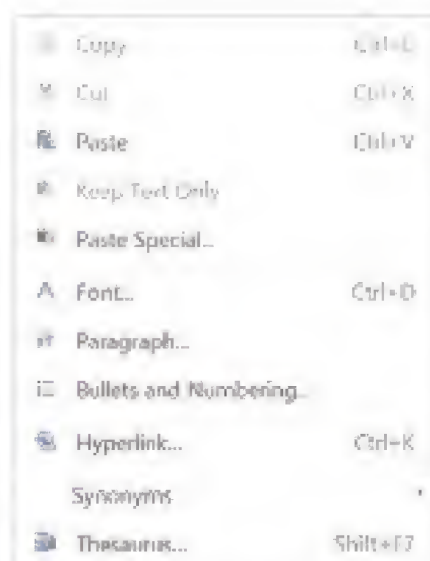 Copy Ctrl+C
Cut Ctrl+X
Paste Ctrl+V
Keep Text Only
Paste Special...
Font... Ctrl+D
Paragraph...
Bullets and Numbering...
Hyperlink... Ctrl+K
Synonyms
Thesaurus... Shift+F7